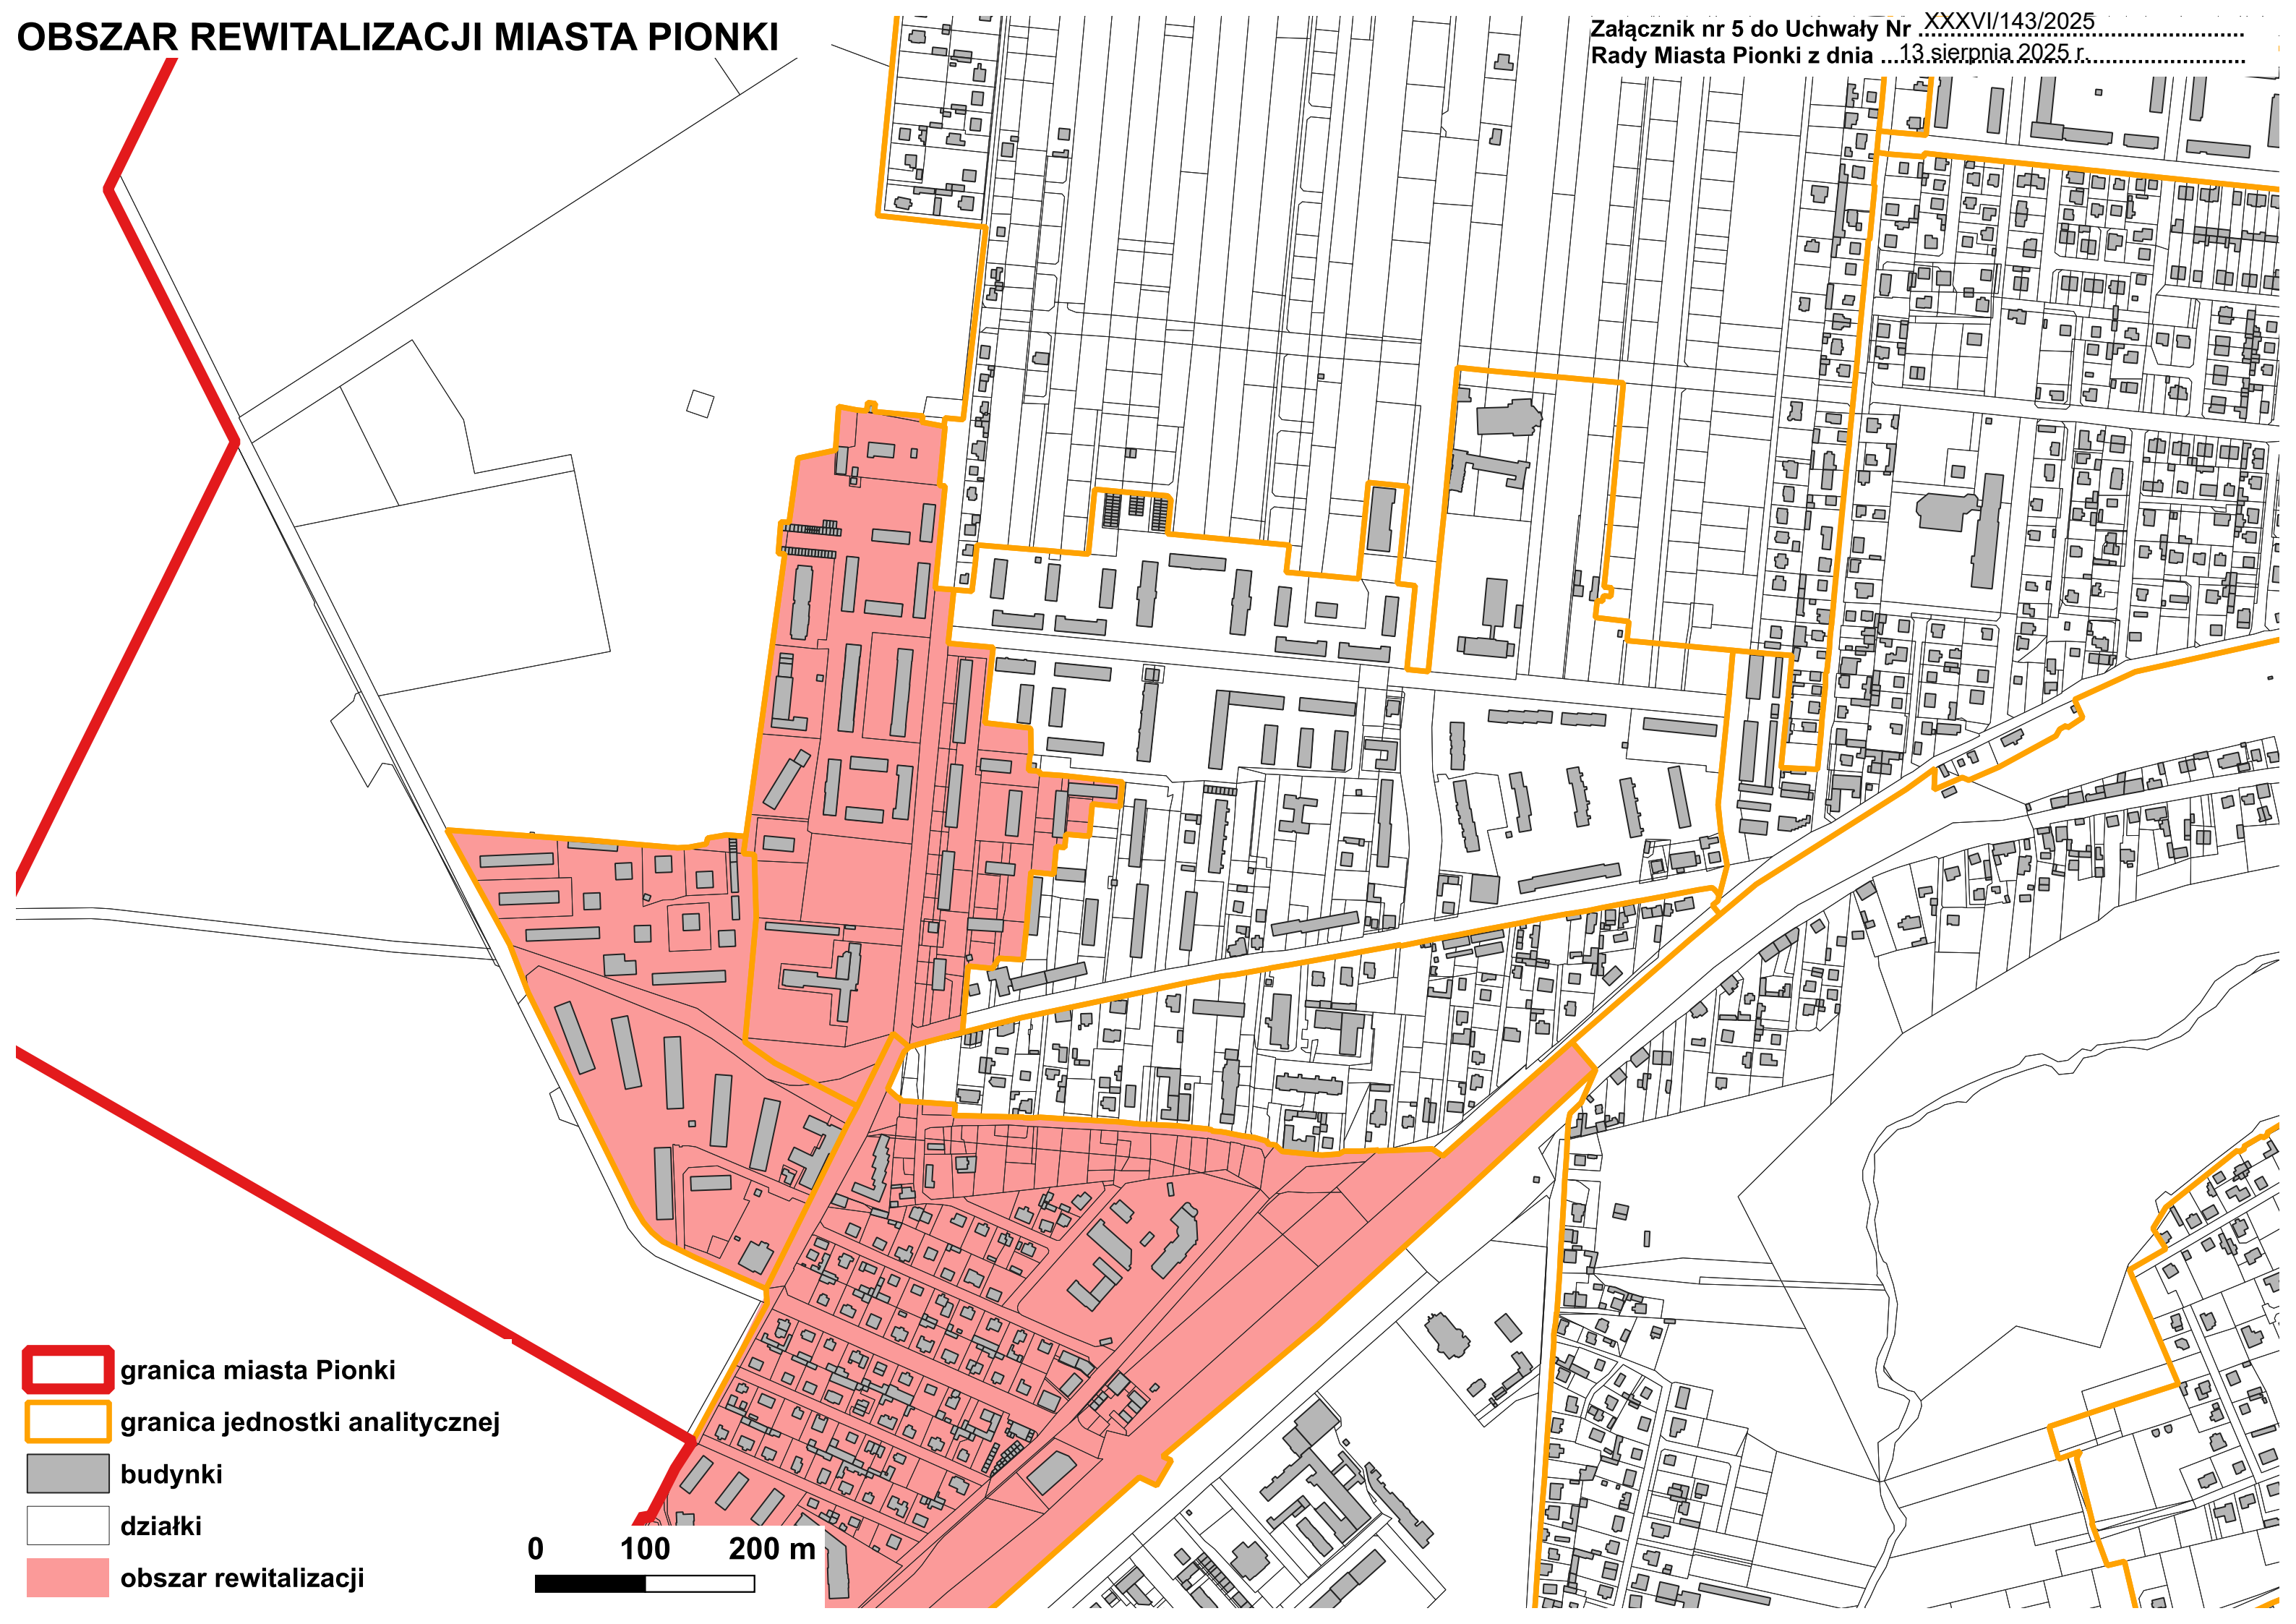 OBSZAR REWITALIZACJI MIASTA PIONKI
Załącznik nr 5 do Uchwały Nr XXXVI/143/2025
Rady Miasta Pionki z dnia 13 sierpnia 2025 r.
granica miasta Pionki
granica jednostki analitycznej
budynki
działki
obszar rewitalizacji
0 100 200 m